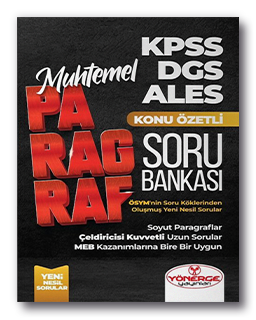 KPSS
DGS
ALES
Muhtemel
PA
RAG
RAF
KONU ÖZETLİ
SORU
BANKASI
ÖSYM'nin Soru Köklerinden
Oluşmuş Yeni Nesil Sorular
Soyut Paragraflar
Çeldiricisi Kuvvetli Uzun Sorular
MEB Kazanımlarına Bire Bir Uygun
YENİ
NESİL
SORULAR
YÖNERGE
yayınları